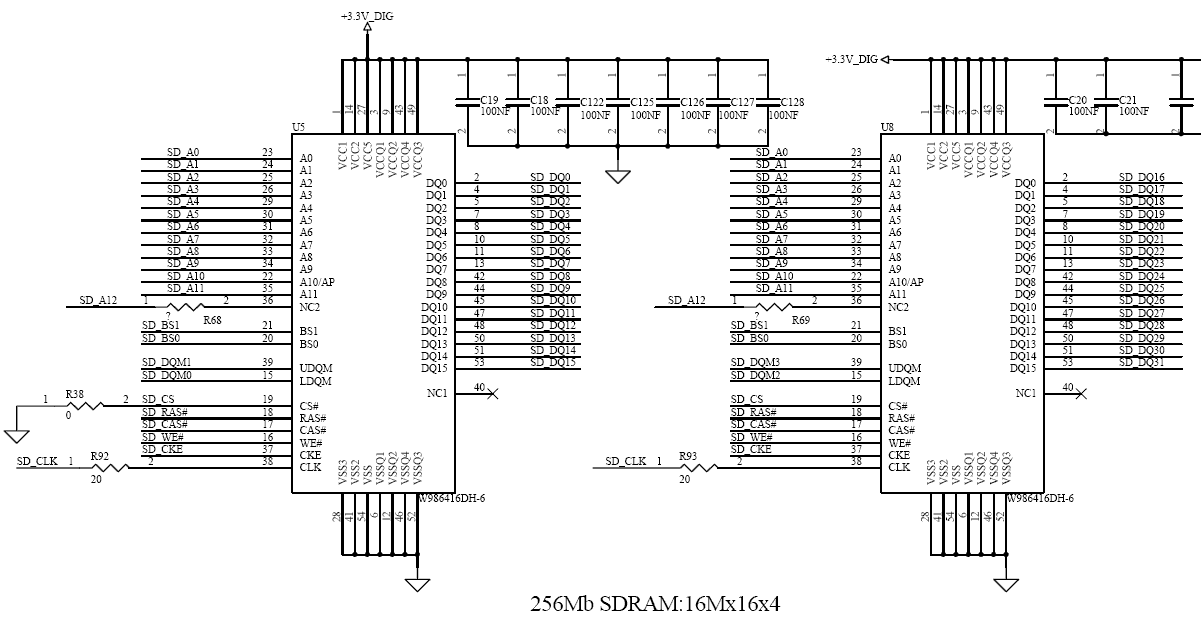 +3.3V_DIG
+3.3V_DIG
1 14 27 3 9 43 49
1 1 1 1 1 1 1
C19 C18 C122 C125 C126 C127 C128
100NF 100NF 100NF 100NF 100NF 100NF 100NF
2 2 2 2 2 2 2
1 14 27 3 9 43 49
1 1
C20 C21
100NF 100NF
2 2
U5
VCC1 VCC2 VCC5 VCCQ1 VCCQ2 VCCQ4 VCCQ3
SD_A0 23 A0
SD_A1 24 A1
SD_A2 25 A2
SD_A3 26 A3
SD_A4 29 A4
SD_A5 30 A5
SD_A6 31 A6
SD_A7 32 A7
SD_A8 33 A8
SD_A9 34 A9
SD_A10 22 A10/AP
SD_A11 35 A11
SD_A12 1 2 36 NC2
? R68
SD_BS1 21 BS1
SD_BS0 20 BS0
SD_DQM1 39 UDQM
SD_DQM0 15 LDQM
R38
1 2 SD_CS 19 CS#
0
SD_RAS# 18 RAS#
SD_CAS# 17 CAS#
SD_WE# 16 WE#
SD_CKE 37 CKE
SD_CLK 1 R92 2 38 CLK
20
DQ0 2 SD_DQ0
DQ1 4 SD_DQ1
DQ2 5 SD_DQ2
DQ3 7 SD_DQ3
DQ4 8 SD_DQ4
DQ5 10 SD_DQ5
DQ6 11 SD_DQ6
DQ7 13 SD_DQ7
DQ8 42 SD_DQ8
DQ9 44 SD_DQ9
DQ10 45 SD_DQ10
DQ11 47 SD_DQ11
DQ12 48 SD_DQ12
DQ13 50 SD_DQ13
DQ14 51 SD_DQ14
DQ15 53 SD_DQ15
NC1 40
VSS3 VSS2 VSS VSSQ1 VSSQ2 VSSQ4 VSSQ3
W986416DH-6
28 41 54 6 12 46 52
U8
VCC1 VCC2 VCC5 VCCQ1 VCCQ2 VCCQ4 VCCQ3
SD_A0 23 A0
SD_A1 24 A1
SD_A2 25 A2
SD_A3 26 A3
SD_A4 29 A4
SD_A5 30 A5
SD_A6 31 A6
SD_A7 32 A7
SD_A8 33 A8
SD_A9 34 A9
SD_A10 22 A10/AP
SD_A11 35 A11
SD_A12 1 2 36 NC2
? R69
SD_BS1 21 BS1
SD_BS0 20 BS0
SD_DQM3 39 UDQM
SD_DQM2 15 LDQM
SD_CS 19 CS#
SD_RAS# 18 RAS#
SD_CAS# 17 CAS#
SD_WE# 16 WE#
SD_CKE 37 CKE
SD_CLK 1 R93 2 38 CLK
20
DQ0 2 SD_DQ16
DQ1 4 SD_DQ17
DQ2 5 SD_DQ18
DQ3 7 SD_DQ19
DQ4 8 SD_DQ20
DQ5 10 SD_DQ21
DQ6 11 SD_DQ22
DQ7 13 SD_DQ23
DQ8 42 SD_DQ24
DQ9 44 SD_DQ25
DQ10 45 SD_DQ26
DQ11 47 SD_DQ27
DQ12 48 SD_DQ28
DQ13 50 SD_DQ29
DQ14 51 SD_DQ30
DQ15 53 SD_DQ31
NC1 40
VSS3 VSS2 VSS VSSQ1 VSSQ2 VSSQ4 VSSQ3
W986416DH-6
28 41 54 6 12 46 52
256Mb SDRAM:16Mx16x4